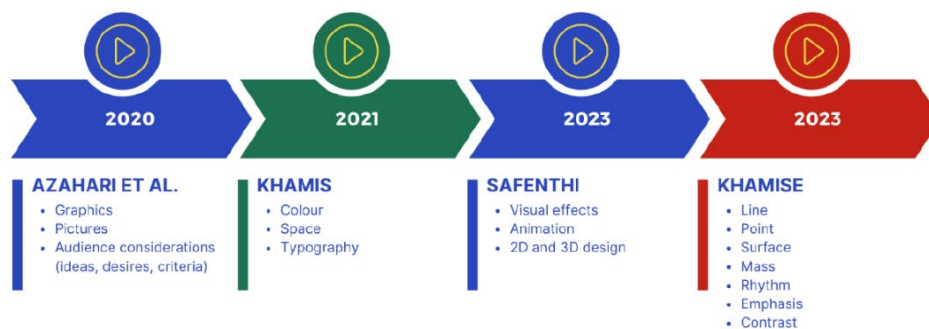 2020
2021
2023
2023
AZAHARI ET AL.
• Graphics
• Pictures
• Audience considerations
(ideas, desires, criteria)
KHAMIS
• Colour
• Space
• Typography
SAFENTHI
• Visual effects
• Animation
• 2D and 3D design
KHAMISE
• Line
• Point
• Surface
• Mass
• Rhythm
• Emphasis
• Contrast